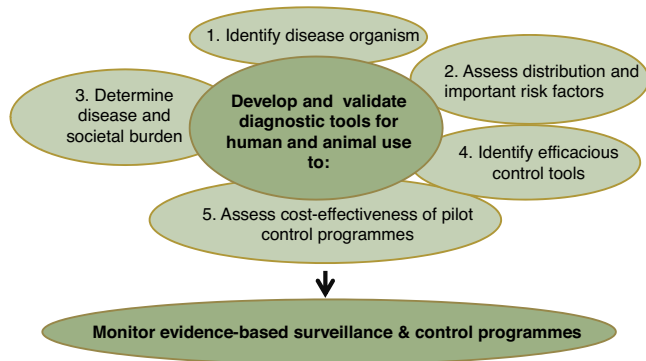 1. Identify disease organism
2. Assess distribution and
important risk factors
3. Determine
disease and
societal burden
Develop and validate
diagnostic tools for
human and animal use
to:
4. Identify efficacious
control tools
5. Assess cost-effectiveness of pilot
control programmes
Monitor evidence-based surveillance & control programmes